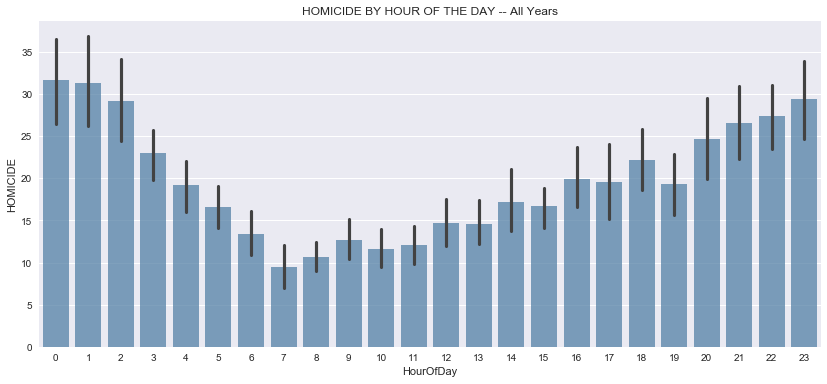 HOMICIDE BY HOUR OF THE DAY -- All Years
HOMICIDE
35
30
25
20
15
10
5
0
0 1 2 3 4 5 6 7 8 9 10 11 12 13 14 15 16 17 18 19 20 21 22 23
HourOfDay